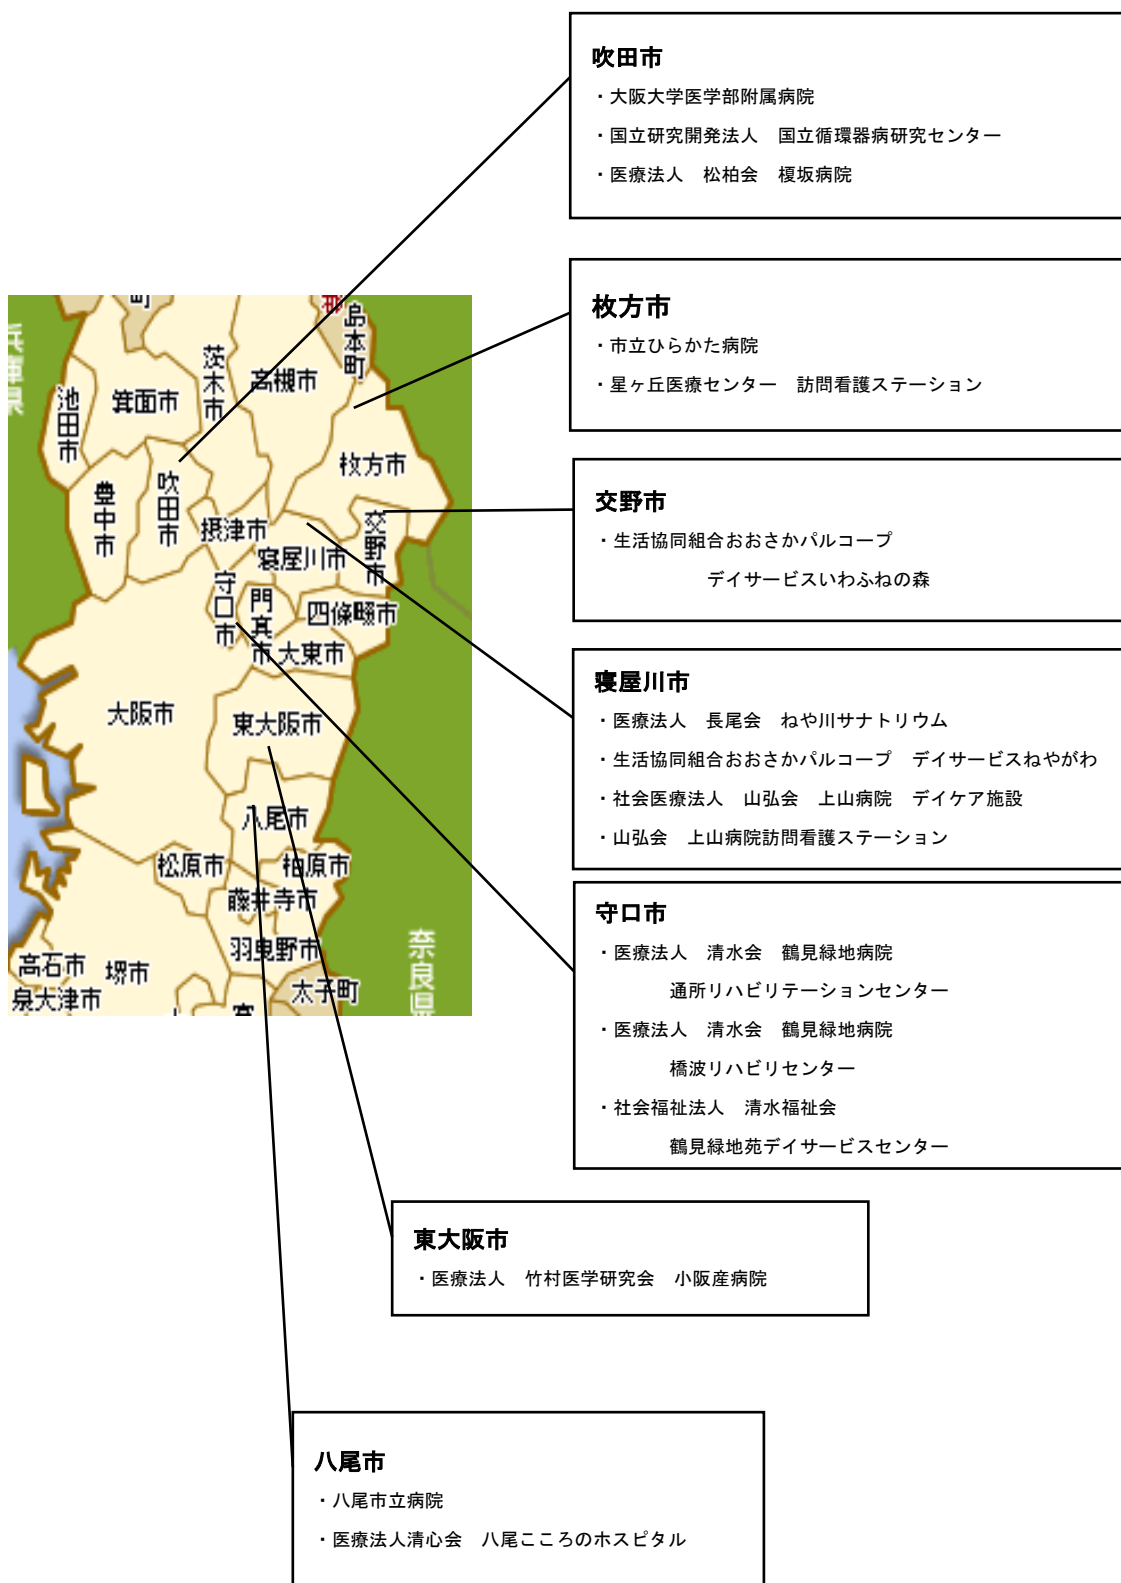 吹田市
・大阪大学医学部附属病院
・国立研究開発法人　国立循環器病研究センター
・医療法人　松柏会　榎坂病院
枚方市
・市立ひらかた病院
・星ヶ丘医療センター　訪問看護ステーション
交野市
・生活協同組合おおさかパルコープ
デイサービスいわふねの森
寝屋川市
・医療法人　長尾会　ねや川サナトリウム
・生活協同組合おおさかパルコープ　デイサービスねやがわ
・社会医療法人　山弘会　上山病院　デイケア施設
・山弘会　上山病院訪問看護ステーション
守口市
・医療法人　清水会　鶴見緑地病院
通所リハビリテーションセンター
・医療法人　清水会　鶴見緑地病院
橋波リハビリセンター
・社会福祉法人　清水福祉会
鶴見緑地苑デイサービスセンター
東大阪市
・医療法人　竹村医学研究会　小阪産病院
八尾市
・八尾市立病院
・医療法人清心会　八尾こころのホスピタル
町
島本町
兵庫県
茨木市
高槻市
池田市
箕面市
枚方市
豊中市
吹田市
摂津市
交野市
寝屋川市
守口市
門真市
四條畷市
大東市
大阪市
東大阪市
八尾市
松原市
柏原市
藤井寺市
羽曳野市
奈良県
高石市
堺市
太子町
泉大津市